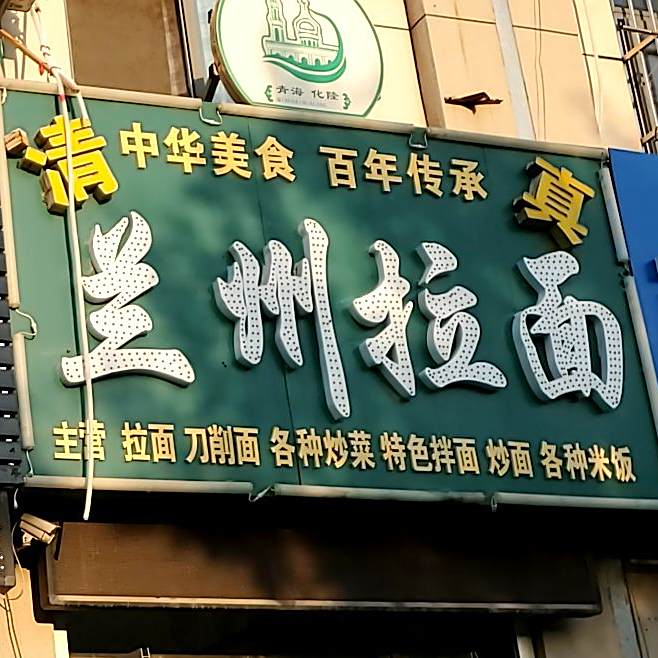 青海 化隆
清 中华美食 百年传承 真
兰州拉面
主营 拉面 刀削面 各种炒菜 特色拌面 炒面 各种米饭